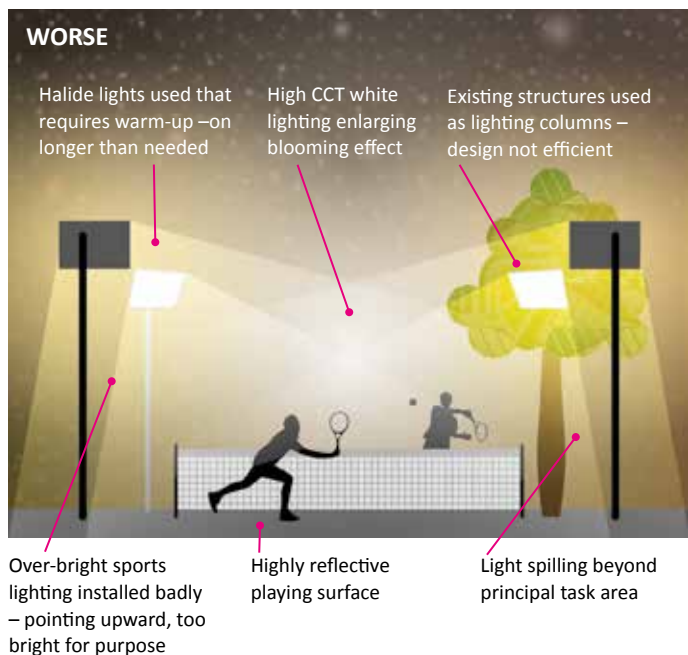 WORSE
Halide lights used that
requires warm-up –on
longer than needed
High CCT white
lighting enlarging
blooming effect
Existing structures used
as lighting columns –
design not efficient
Over-bright sports
lighting installed badly
– pointing upward, too
bright for purpose
Highly reflective
playing surface
Light spilling beyond
principal task area